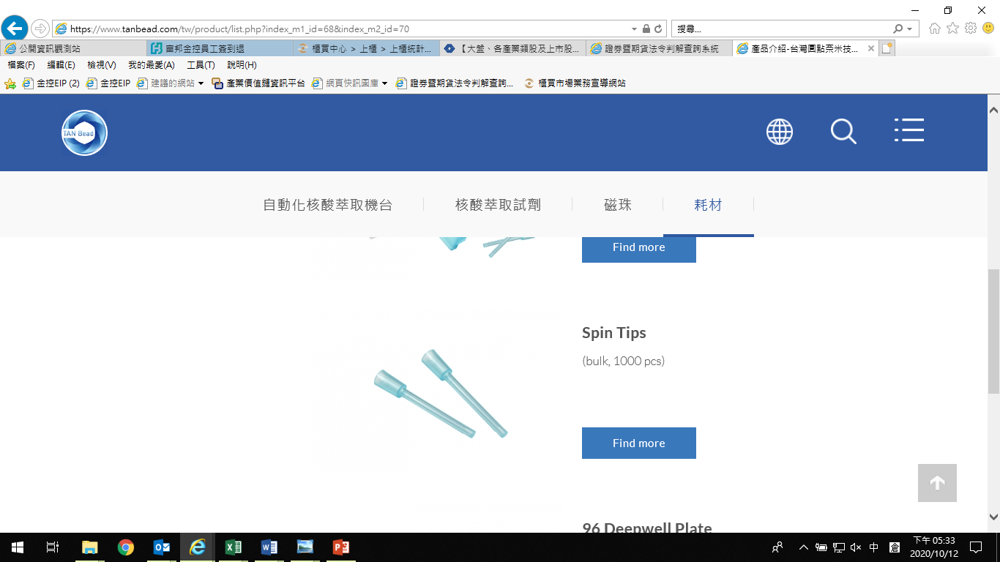 https://www.tanbead.com/tw/product/list.php?index_m1_id=68&index_m2_id=70
搜尋...
公開資訊觀測站
富邦金控員工簽到退
櫃買中心 > 上櫃 > 上櫃統計...
【大盤、各產業類股及上市股...
證券暨期貨法令判解查詢系統
產品介紹-台灣圓點奈米技...
檔案(F) 編輯(E) 檢視(V) 我的最愛(A) 工具(T) 說明(H)
金控EIP (2) 金控EIP 建議的網站 產業價值鏈資訊平台 網頁快訊圖庫 證券暨期貨法令判解查詢... 櫃買市場業務宣導網站
TAN Bead
自動化核酸萃取機台 核酸萃取試劑 磁珠 耗材
Find more
Spin Tips
(bulk, 1000 pcs)
Find more
96 Deepwell Plate
中 倉 下午 05:33
2020/10/12